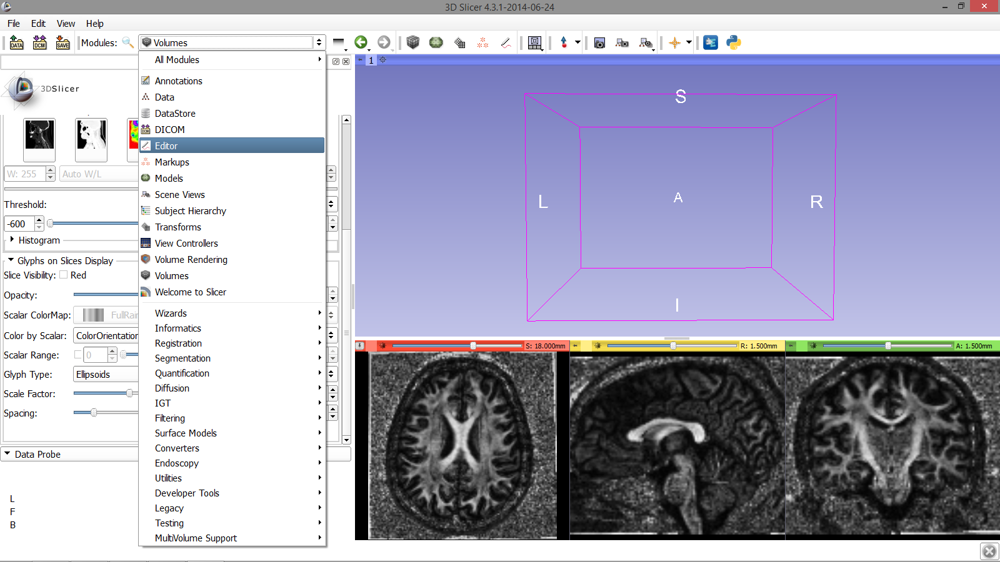 3D Slicer 4.3.1-2014-06-24
File Edit View Help
DATA DCM SAVE Modules: Volumes
1
All Modules
3DSlicer
Annotations
Data
DataStore
DICOM
Editor
Markups
Models
Scene Views
Subject Hierarchy
Transforms
View Controllers
Volume Rendering
Volumes
Welcome to Slicer
Wizards
Informatics
Registration
Segmentation
Quantification
Diffusion
IGT
Filtering
Surface Models
Converters
Endoscopy
Utilities
Developer Tools
Legacy
Testing
MultiVolume Support
W: 255 Auto W/L
Threshold:
-600
Histogram
Glyphs on Slices Display
Slice Visibility: Red
Opacity:
Scalar ColorMap: FullRain
Color by Scalar: ColorOrientation
Scalar Range: 0
Glyph Type: Ellipsoids
Scale Factor:
Spacing:
Data Probe
L
F
B
S
L A R
I
S: 18.000mm R: 1.500mm A: 1.500mm